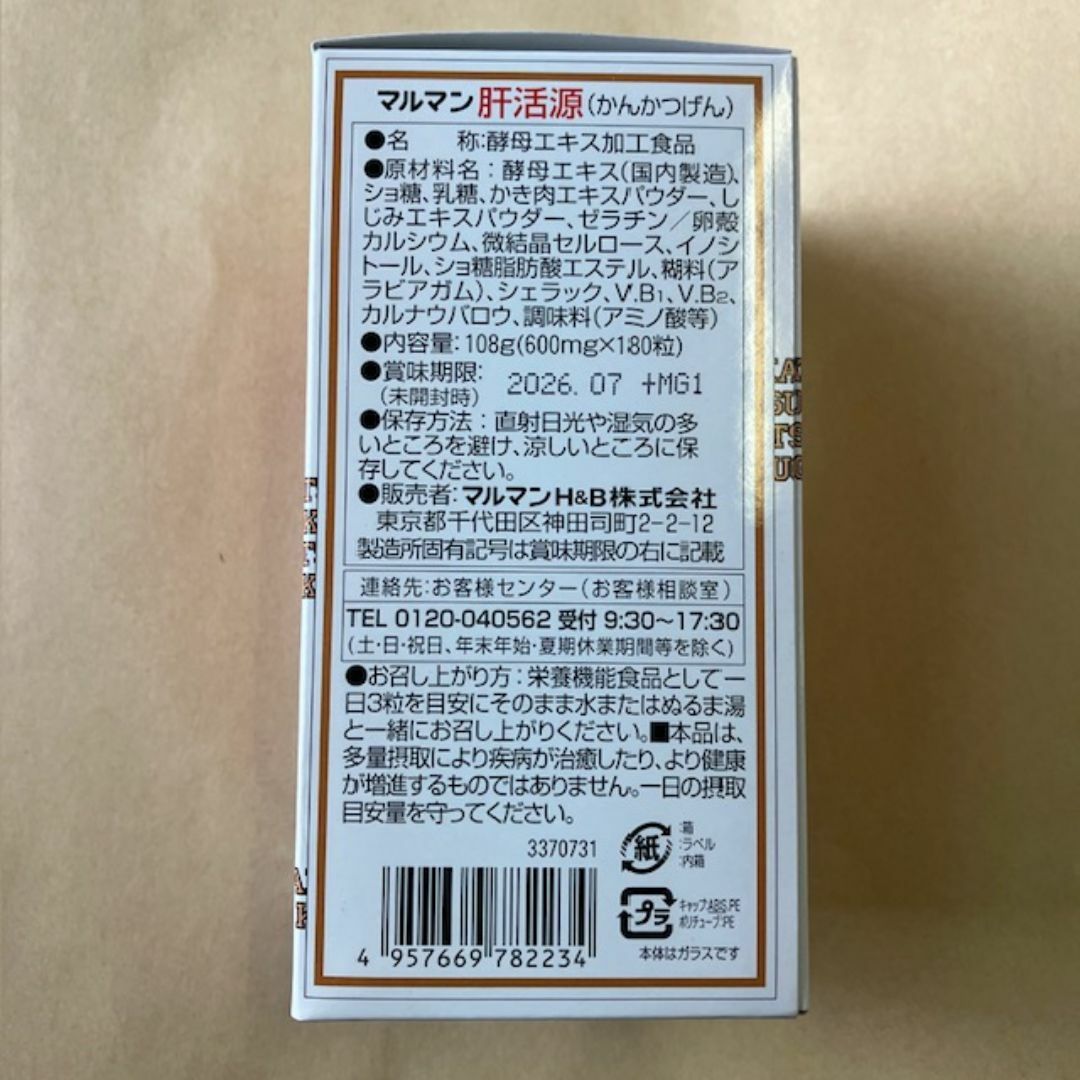 マルマン 肝活源(かんかつげん)
●名　　称:酵母エキス加工食品
●原材料名：酵母エキス(国内製造)、
ショ糖、乳糖、かき肉エキスパウダー、し
じみエキスパウダー、ゼラチン／卵殻
カルシウム、微結晶セルロース、イノシ
トール、ショ糖脂肪酸エステル、糊料(ア
ラビアガム)、シェラック、V.B1、V.B2、
カルナウバロウ、調味料(アミノ酸等)
●内容量:108g(600mg×180粒)
●賞味期限:
(未開封時)
2026.07 +MG1
●保存方法：直射日光や湿気の多
いところを避け、涼しいところに保
存してください。
●販売者:マルマンH&B株式会社
東京都千代田区神田司町2-2-12
製造所固有記号は賞味期限の右に記載
連絡先:お客様センター(お客様相談室)
TEL 0120-040562 受付 9:30〜17:30
(土・日・祝日、年末年始・夏期休業期間等を除く)
●お召し上がり方：栄養機能食品として一
日3粒を目安にそのまま水またはぬるま湯
と一緒にお召し上がりください。■本品は、
多量摂取により疾病が治癒したり、より健康
が増進するものではありません。一日の摂取
目安量を守ってください。
3370731
紙
:箱
:ラベル
:内箱
プラ
キャップ:ABS,PE
ポリチューブ:PE
本体はガラスです
4 957669 782234